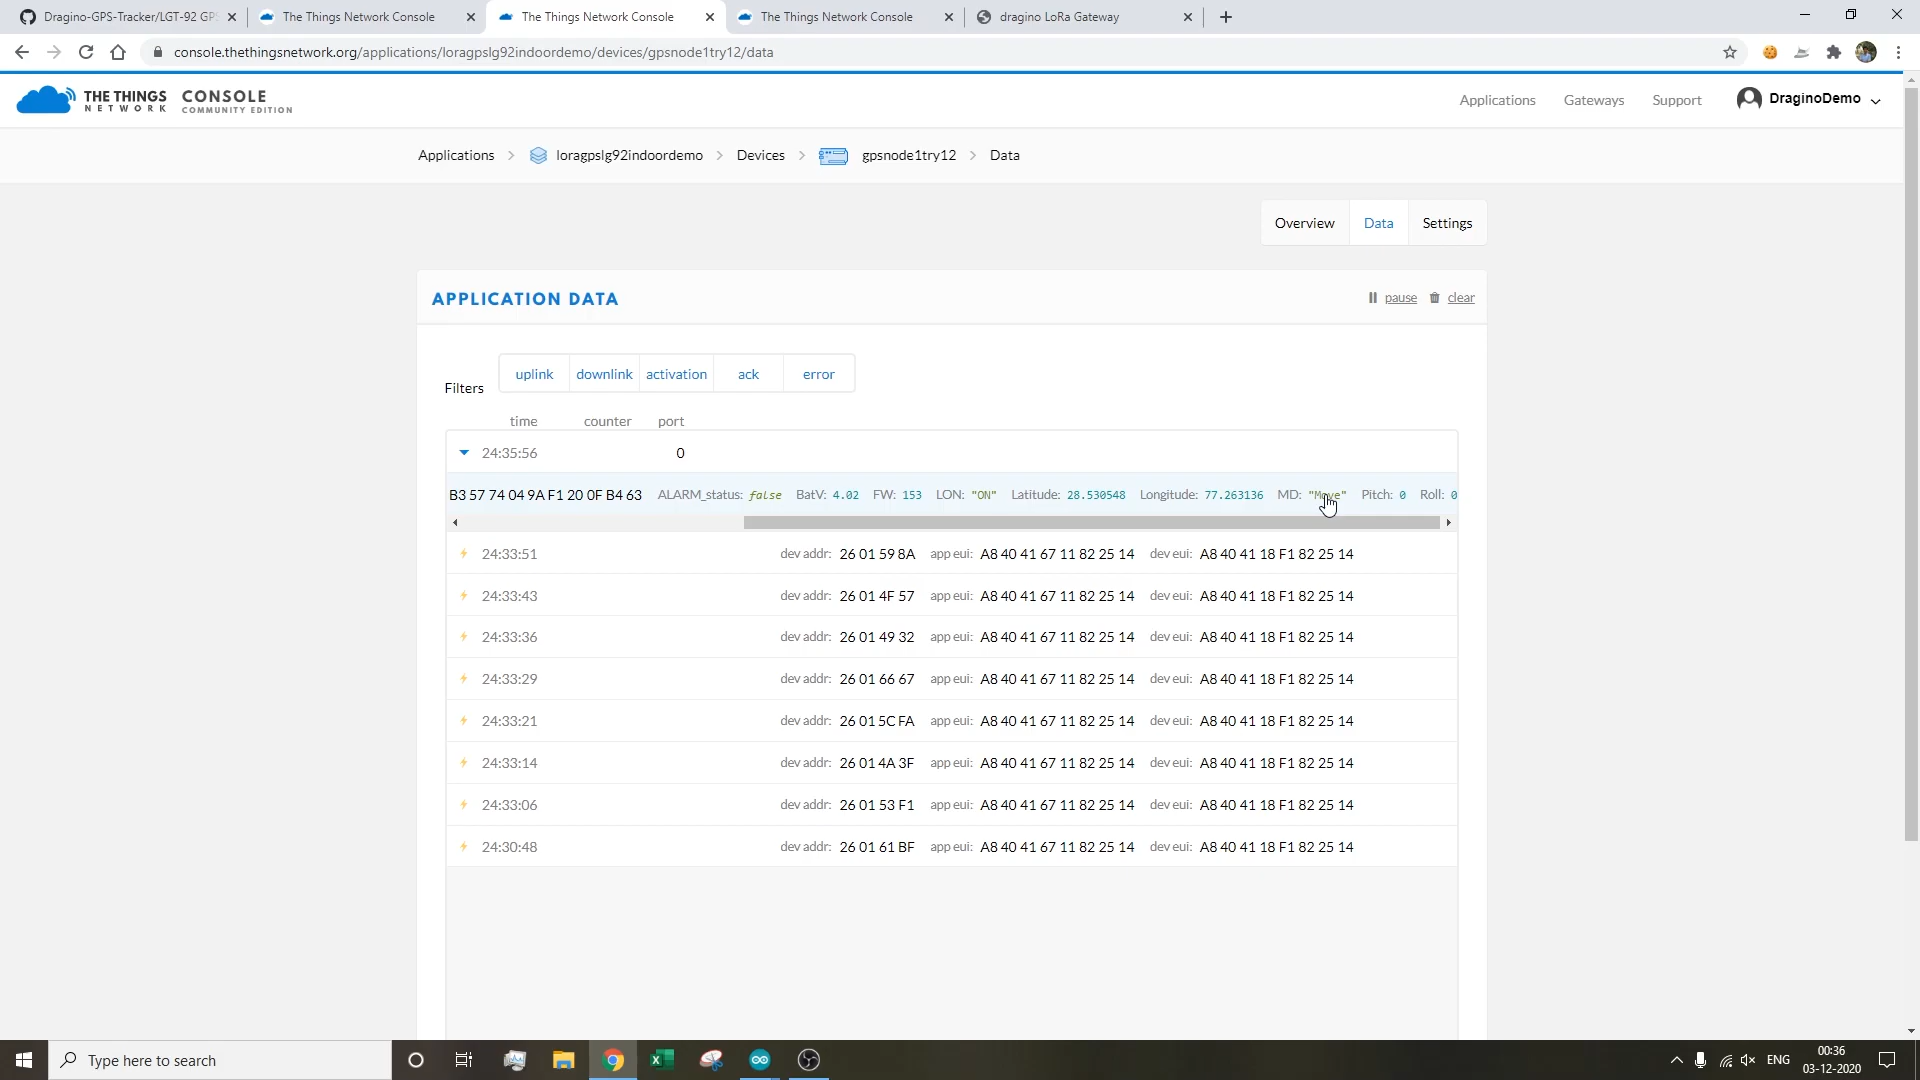 Dragino-GPS-Tracker/LGT-92 GPS
The Things Network Console
The Things Network Console
The Things Network Console
dragino LoRa Gateway
console.thethingsnetwork.org/applications/loragpslg92indoordemo/devices/gpsnode1try12/data
THE THINGS NETWORK CONSOLE COMMUNITY EDITION
Applications Gateways Support DraginoDemo
Applications > loragpslg92indoordemo > Devices > gpsnode1try12 > Data
Overview Data Settings
APPLICATION DATA
pause clear
Filters uplink downlink activation ack error
time counter port
24:35:56 0
B3 57 74 04 9A F1 20 0F B4 63 ALARM_status: false BatV: 4.02 FW: 153 LON: "ON" Latitude: 28.530548 Longitude: 77.263136 MD: "Move" Pitch: 0 Roll: 0
24:33:51 dev addr: 26 01 59 8A app eui: A8 40 41 67 11 82 25 14 dev eui: A8 40 41 18 F1 82 25 14
24:33:43 dev addr: 26 01 4F 57 app eui: A8 40 41 67 11 82 25 14 dev eui: A8 40 41 18 F1 82 25 14
24:33:36 dev addr: 26 01 49 32 app eui: A8 40 41 67 11 82 25 14 dev eui: A8 40 41 18 F1 82 25 14
24:33:29 dev addr: 26 01 66 67 app eui: A8 40 41 67 11 82 25 14 dev eui: A8 40 41 18 F1 82 25 14
24:33:21 dev addr: 26 01 5C FA app eui: A8 40 41 67 11 82 25 14 dev eui: A8 40 41 18 F1 82 25 14
24:33:14 dev addr: 26 01 4A 3F app eui: A8 40 41 67 11 82 25 14 dev eui: A8 40 41 18 F1 82 25 14
24:33:06 dev addr: 26 01 53 F1 app eui: A8 40 41 67 11 82 25 14 dev eui: A8 40 41 18 F1 82 25 14
24:30:48 dev addr: 26 01 61 BF app eui: A8 40 41 67 11 82 25 14 dev eui: A8 40 41 18 F1 82 25 14
Type here to search
ENG
00:36
03-12-2020